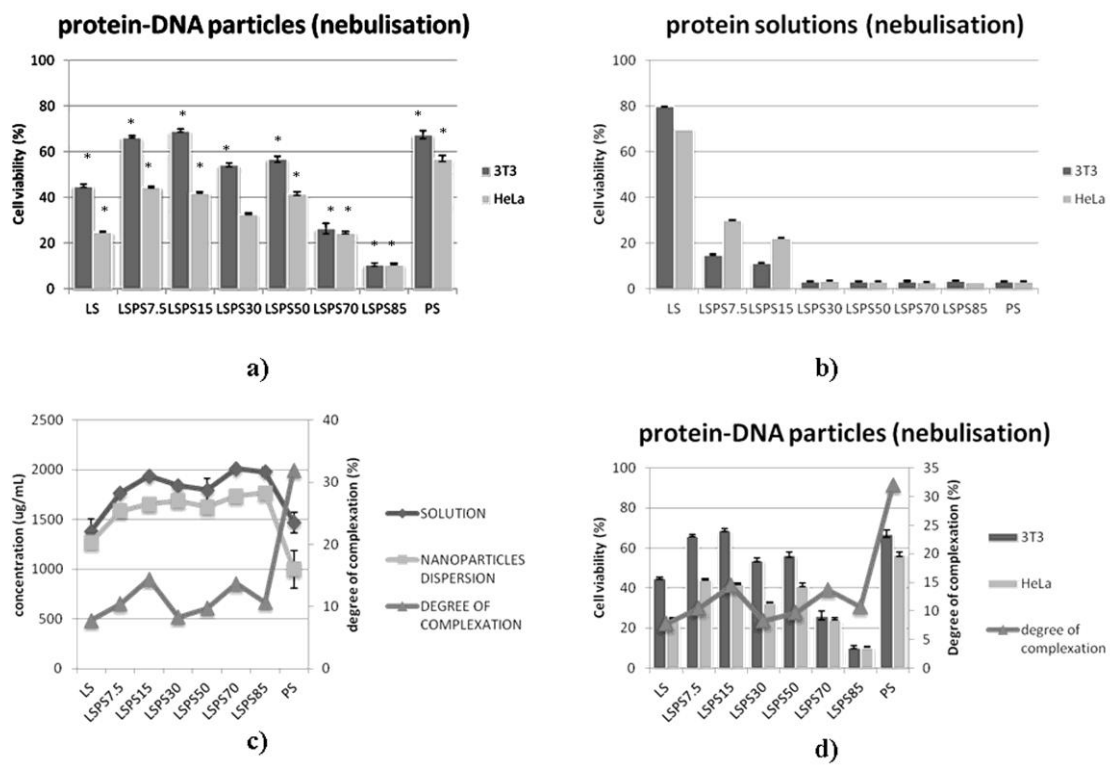 protein-DNA particles (nebulisation)
100
80
60
40
20
0
Cell viability (%)
* * * * * * * * * * * * * *
3T3
HeLa
LS LSPS7.5 LSPS15 LSPS30 LSPS50 LSPS70 LSPS85 PS
a)
protein solutions (nebulisation)
100
80
60
40
20
0
Cell viability (%)
3T3
HeLa
LS LSPS7.5 LSPS15 LSPS30 LSPS50 LSPS70 LSPS85 PS
b)
2500
2000
1500
1000
500
0
concentration (ug/mL)
40
30
20
10
0
degree of complexation (%)
SOLUTION
NANOPARTICLES
DISPERSION
DEGREE OF
COMPLEXATION
LS LSPS7.5 LSPS15 LSPS30 LSPS50 LSPS70 LSPS85 PS
c)
protein-DNA particles (nebulisation)
100
80
60
40
20
0
Cell viability (%)
35
30
25
20
15
10
5
0
Degree of complexation (%)
3T3
HeLa
degree of
complexation
LS LSPS7.5 LSPS15 LSPS30 LSPS50 LSPS70 LSPS85 PS
d)